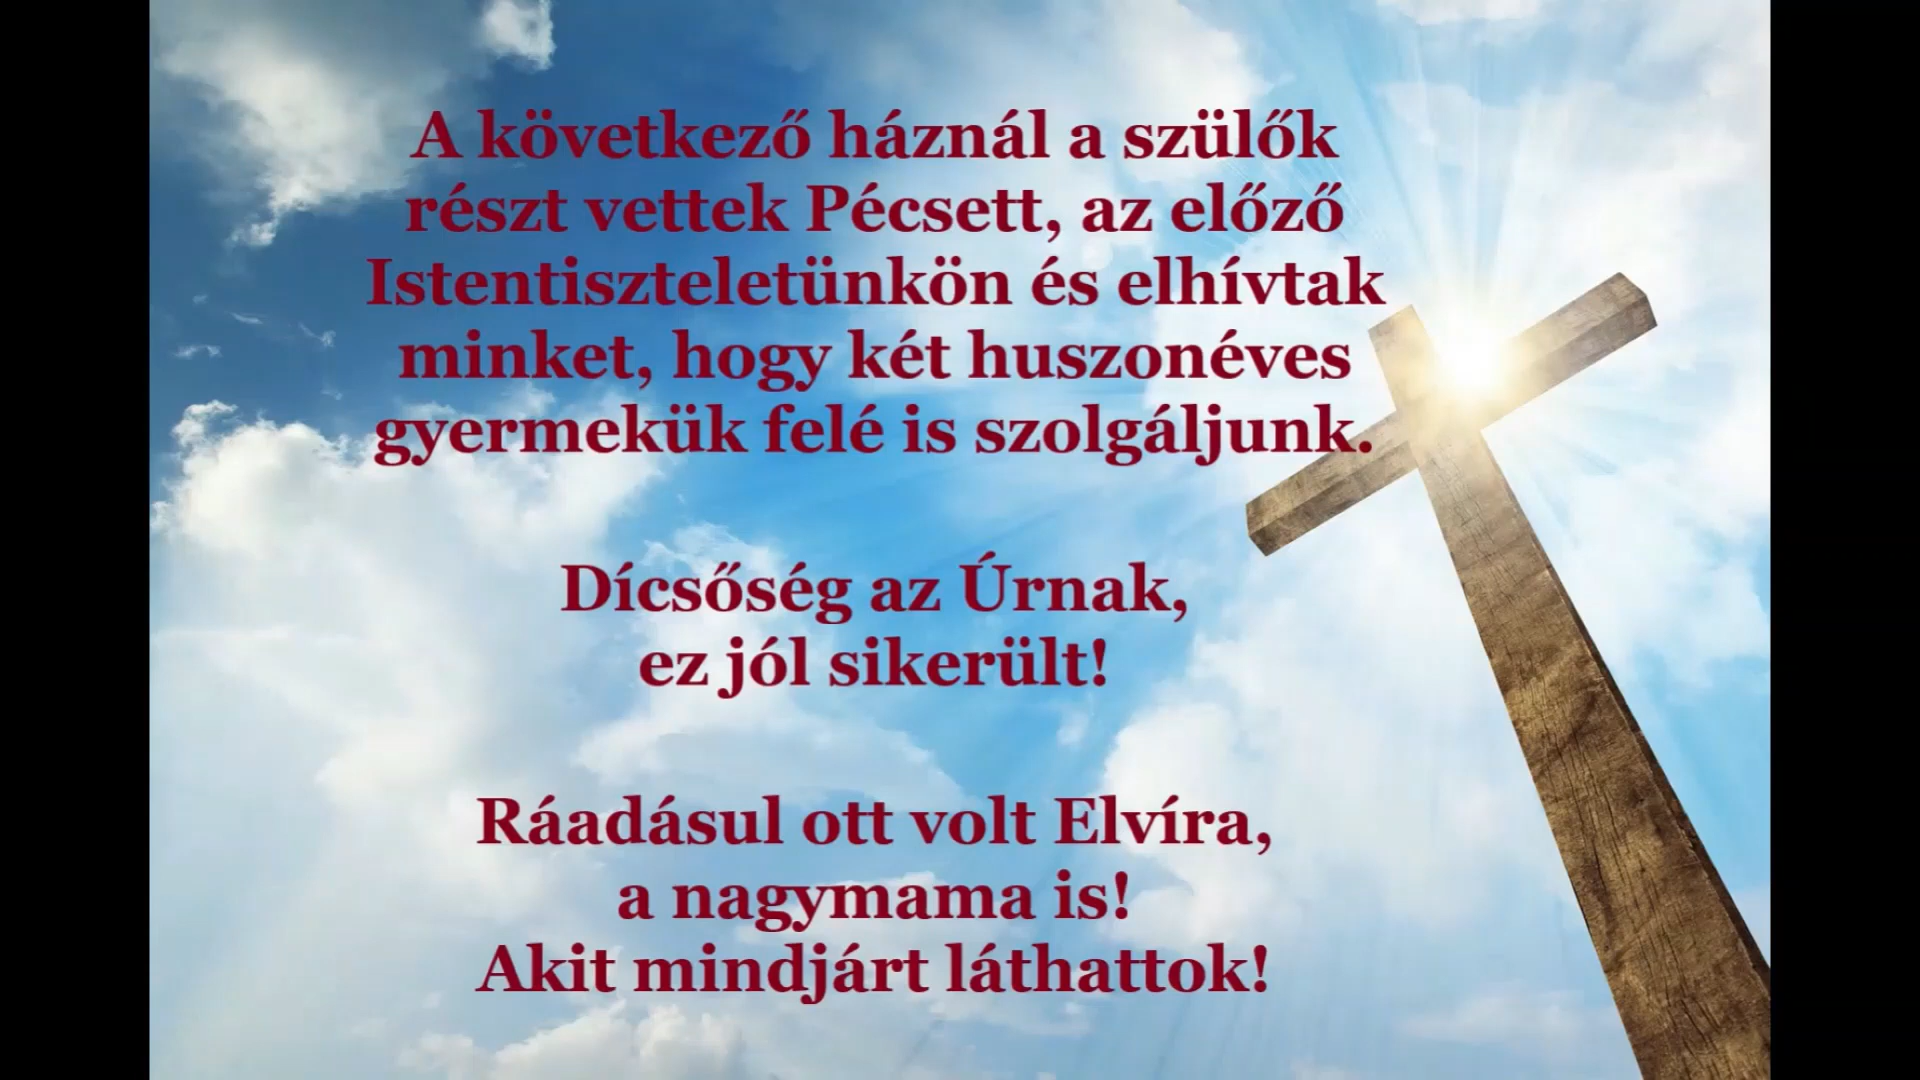 A következő háznál a szülők
részt vettek Pécsett, az előző
Istentiszteletünkön és elhívtak
minket, hogy két huszonéves
gyermekük felé is szolgáljunk.
Dícsőség az Úrnak,
ez jól sikerült!
Ráadásul ott volt Elvíra,
a nagymama is!
Akit mindjárt láthattok!